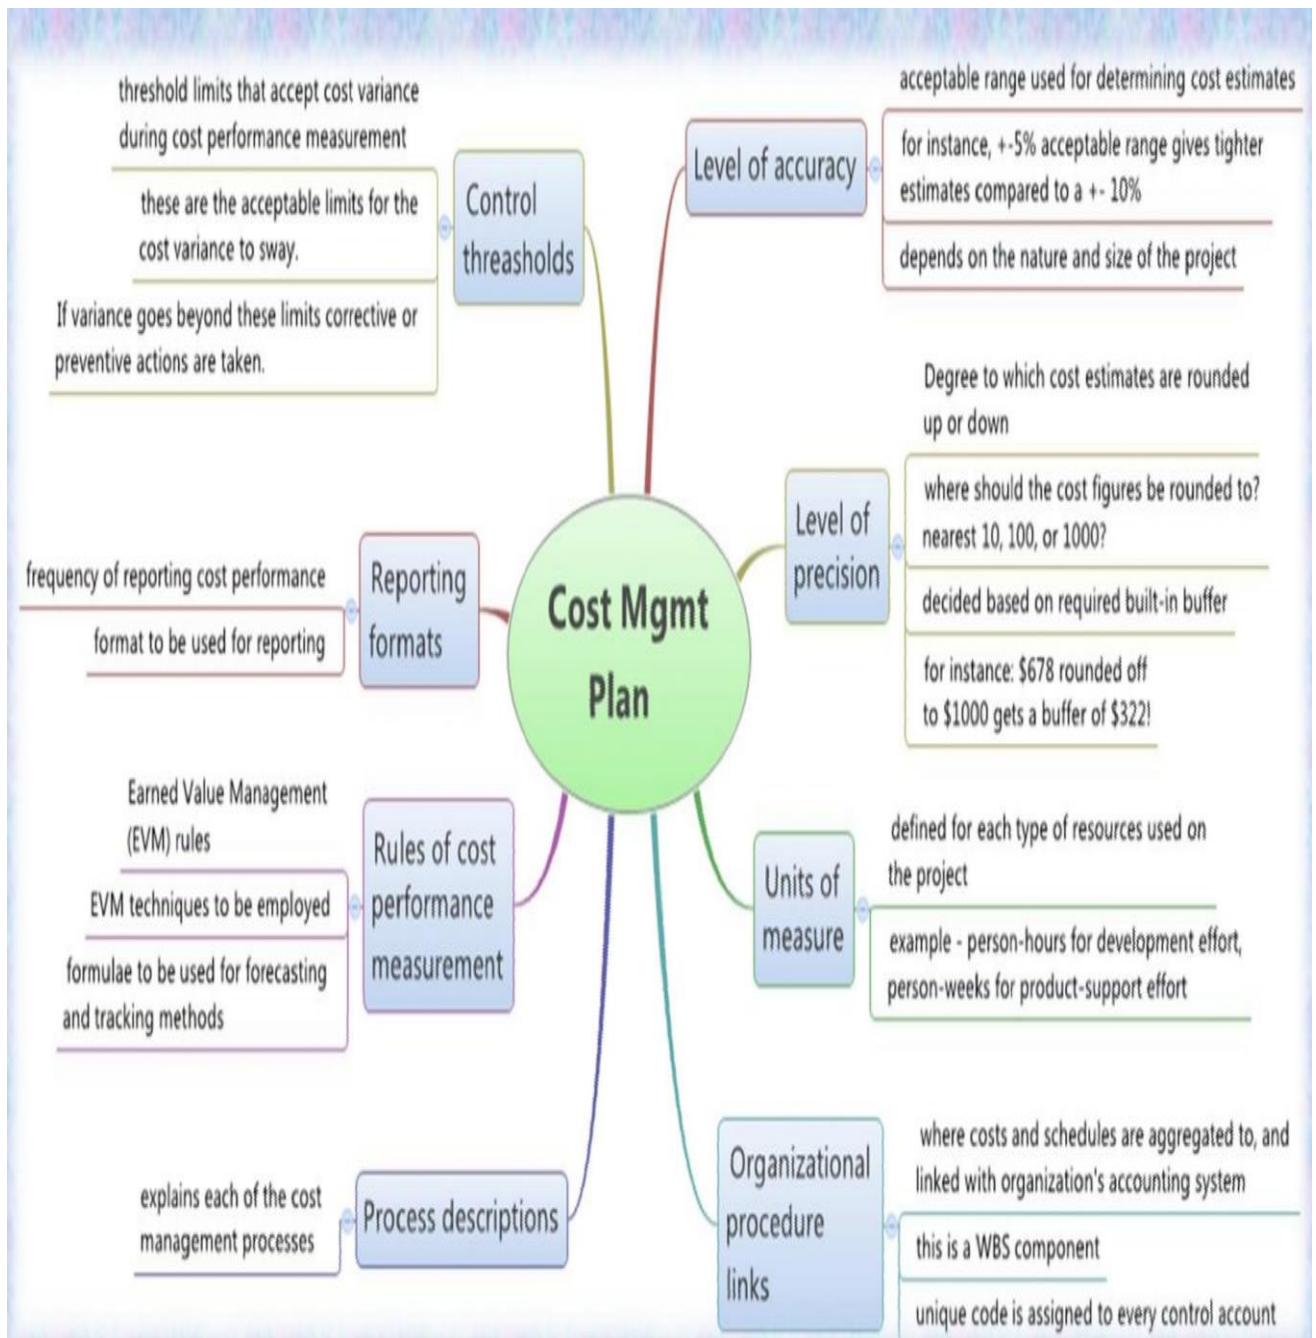 Cost Mgmt
Plan
Level of accuracy
acceptable range used for determining cost estimates
for instance, +-5% acceptable range gives tighter
estimates compared to a +- 10%
depends on the nature and size of the project
Level of
precision
Degree to which cost estimates are rounded
up or down
where should the cost figures be rounded to?
nearest 10, 100, or 1000?
decided based on required built-in buffer
for instance: $678 rounded off
to $1000 gets a buffer of $322!
Units of
measure
defined for each type of resources used on
the project
example - person-hours for development effort,
person-weeks for product-support effort
Organizational
procedure
links
where costs and schedules are aggregated to, and
linked with organization's accounting system
this is a WBS component
unique code is assigned to every control account
Control
threasholds
threshold limits that accept cost variance
during cost performance measurement
these are the acceptable limits for the
cost variance to sway.
If variance goes beyond these limits corrective or
preventive actions are taken.
Reporting
formats
frequency of reporting cost performance
format to be used for reporting
Rules of cost
performance
measurement
Earned Value Management
(EVM) rules
EVM techniques to be employed
formulae to be used for forecasting
and tracking methods
Process descriptions
explains each of the cost
management processes